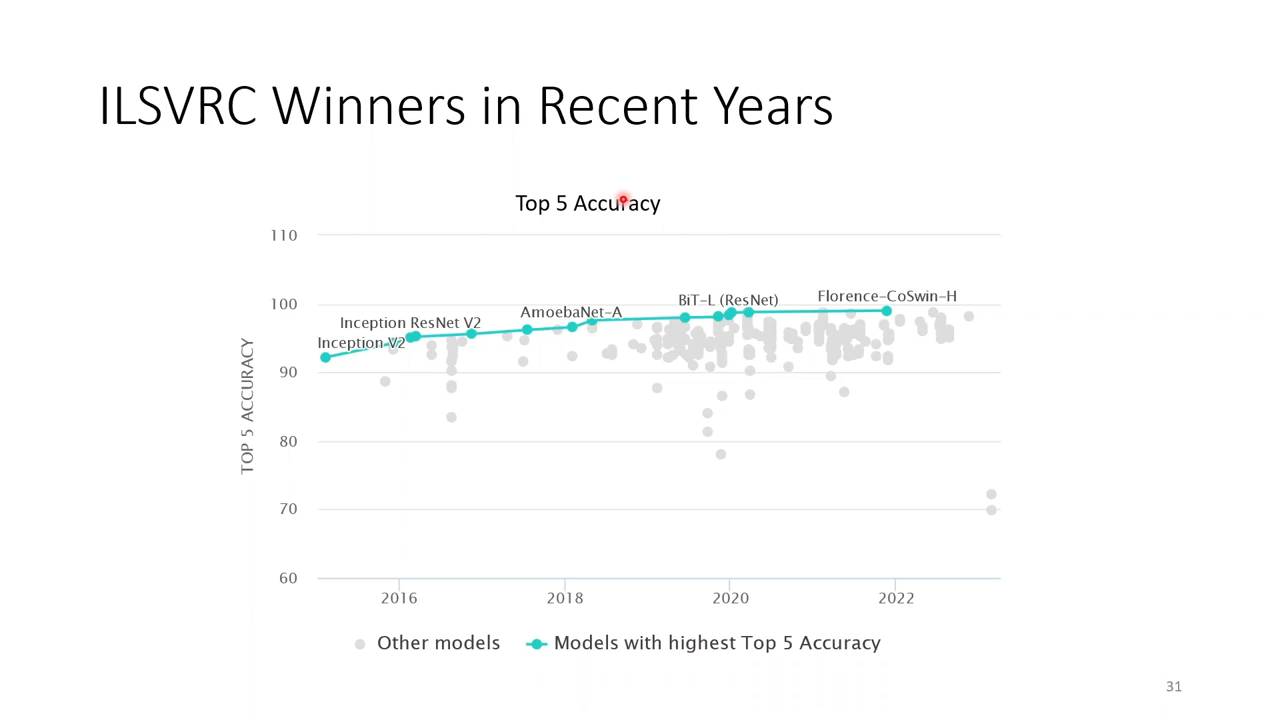 ILSVRC Winners in Recent Years
Top 5 Accuracy
110
100
90
80
70
60
TOP 5 ACCURACY
Inception V2
Inception ResNet V2
AmoebaNet-A
BiT-L (ResNet)
Florence-CoSwin-H
2016 2018 2020 2022
Other models Models with highest Top 5 Accuracy
31